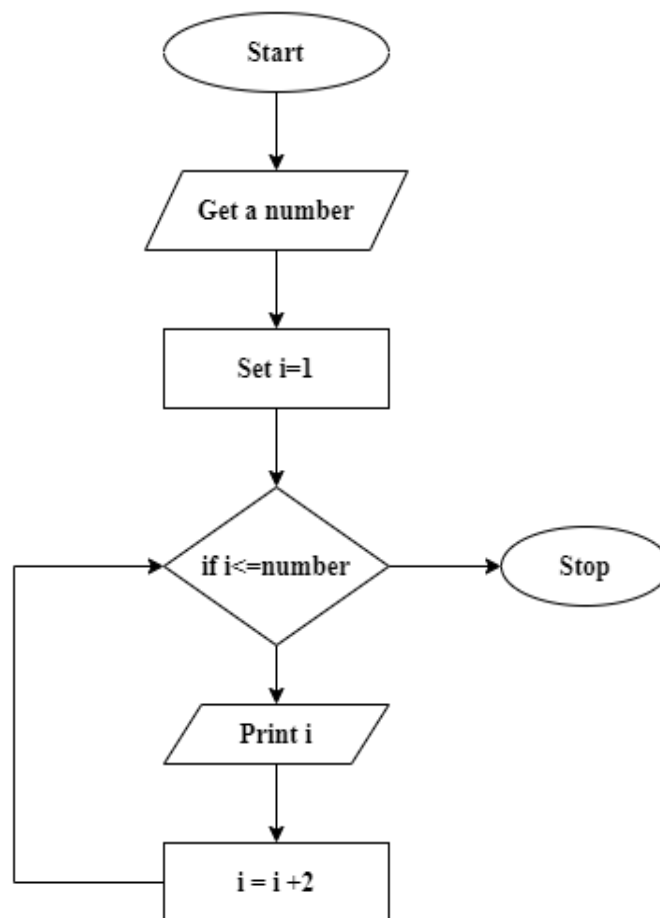 Start
Get a number
Set i=1
if i<=number
Stop
Print i
i = i +2